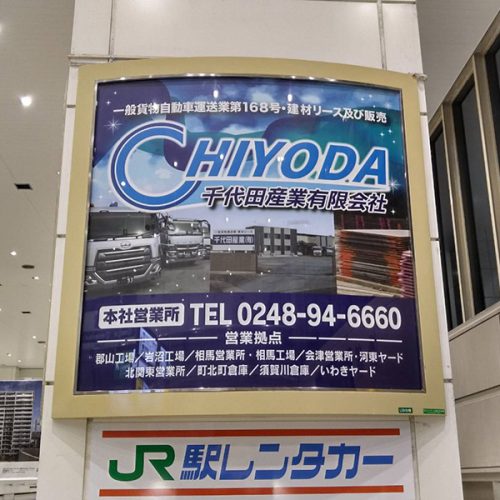 一般貨物自動車運送業第168号・建材リース及び販売
CHIYODA
千代田産業有限会社
千代田産業(有)
本社営業所 TEL 0248-94-6660
営業拠点
郡山工場／岩沼工場／相馬営業所・相馬工場／会津営業所・河東ヤード
北関東営業所／町北町倉庫／須賀川倉庫／いわきヤード
JR 駅レンタカー